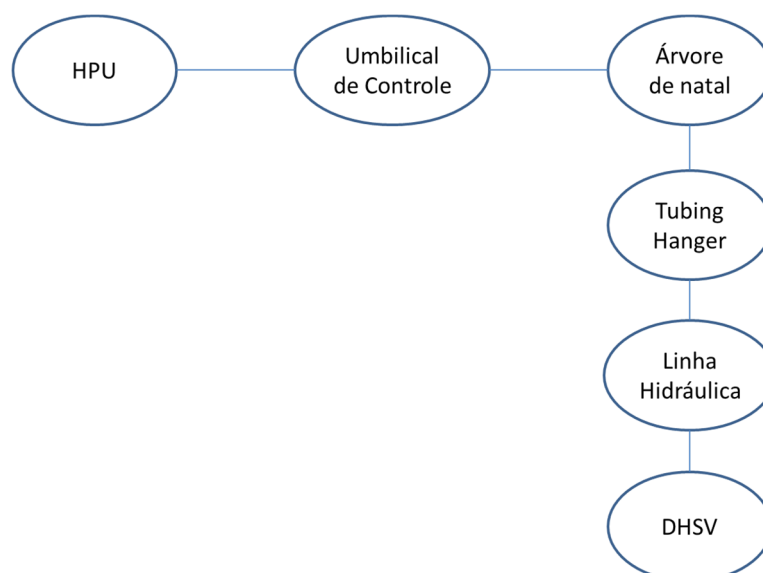 HPU
Umbilical
de Controle
Árvore
de natal
Tubing
Hanger
Linha
Hidráulica
DHSV